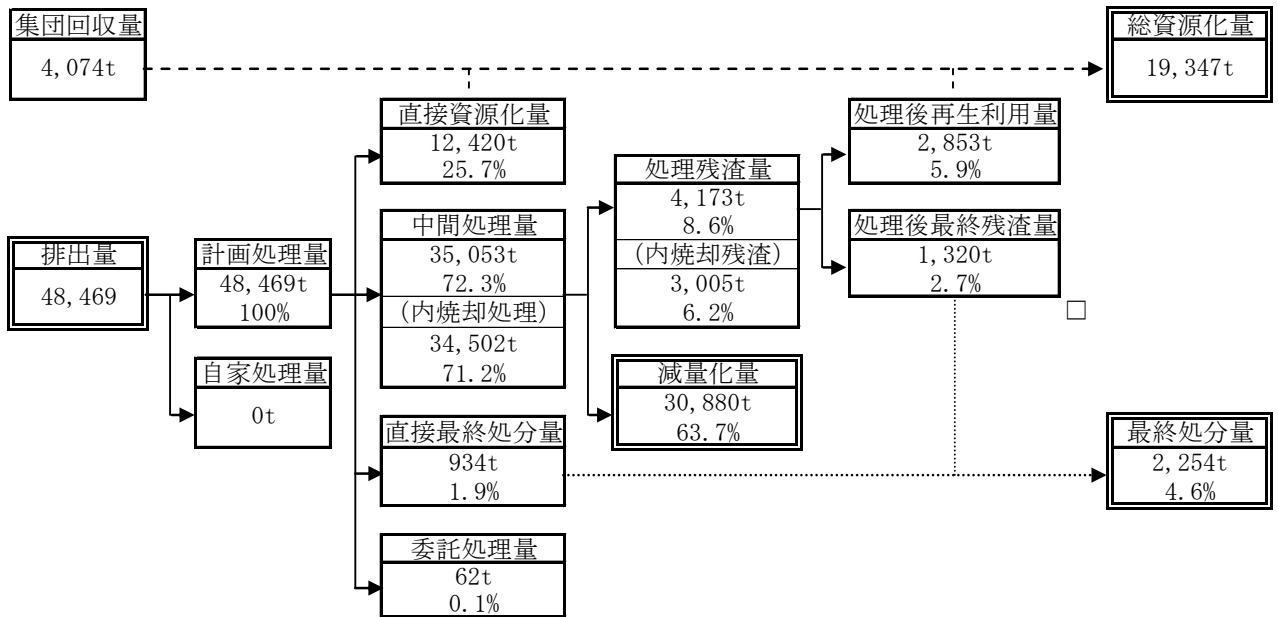 集団回収量
4,074t
総資源化量
19,347t
直接資源化量
12,420t
25.7%
処理後再生利用量
2,853t
5.9%
処理残渣量
4,173t
8.6%
(内焼却残渣)
3,005t
6.2%
中間処理量
35,053t
72.3%
(内焼却処理)
34,502t
71.2%
処理後最終残渣量
1,320t
2.7%
排出量
48,469
計画処理量
48,469t
100%
自家処理量
0t
減量化量
30,880t
63.7%
直接最終処分量
934t
1.9%
最終処分量
2,254t
4.6%
委託処理量
62t
0.1%